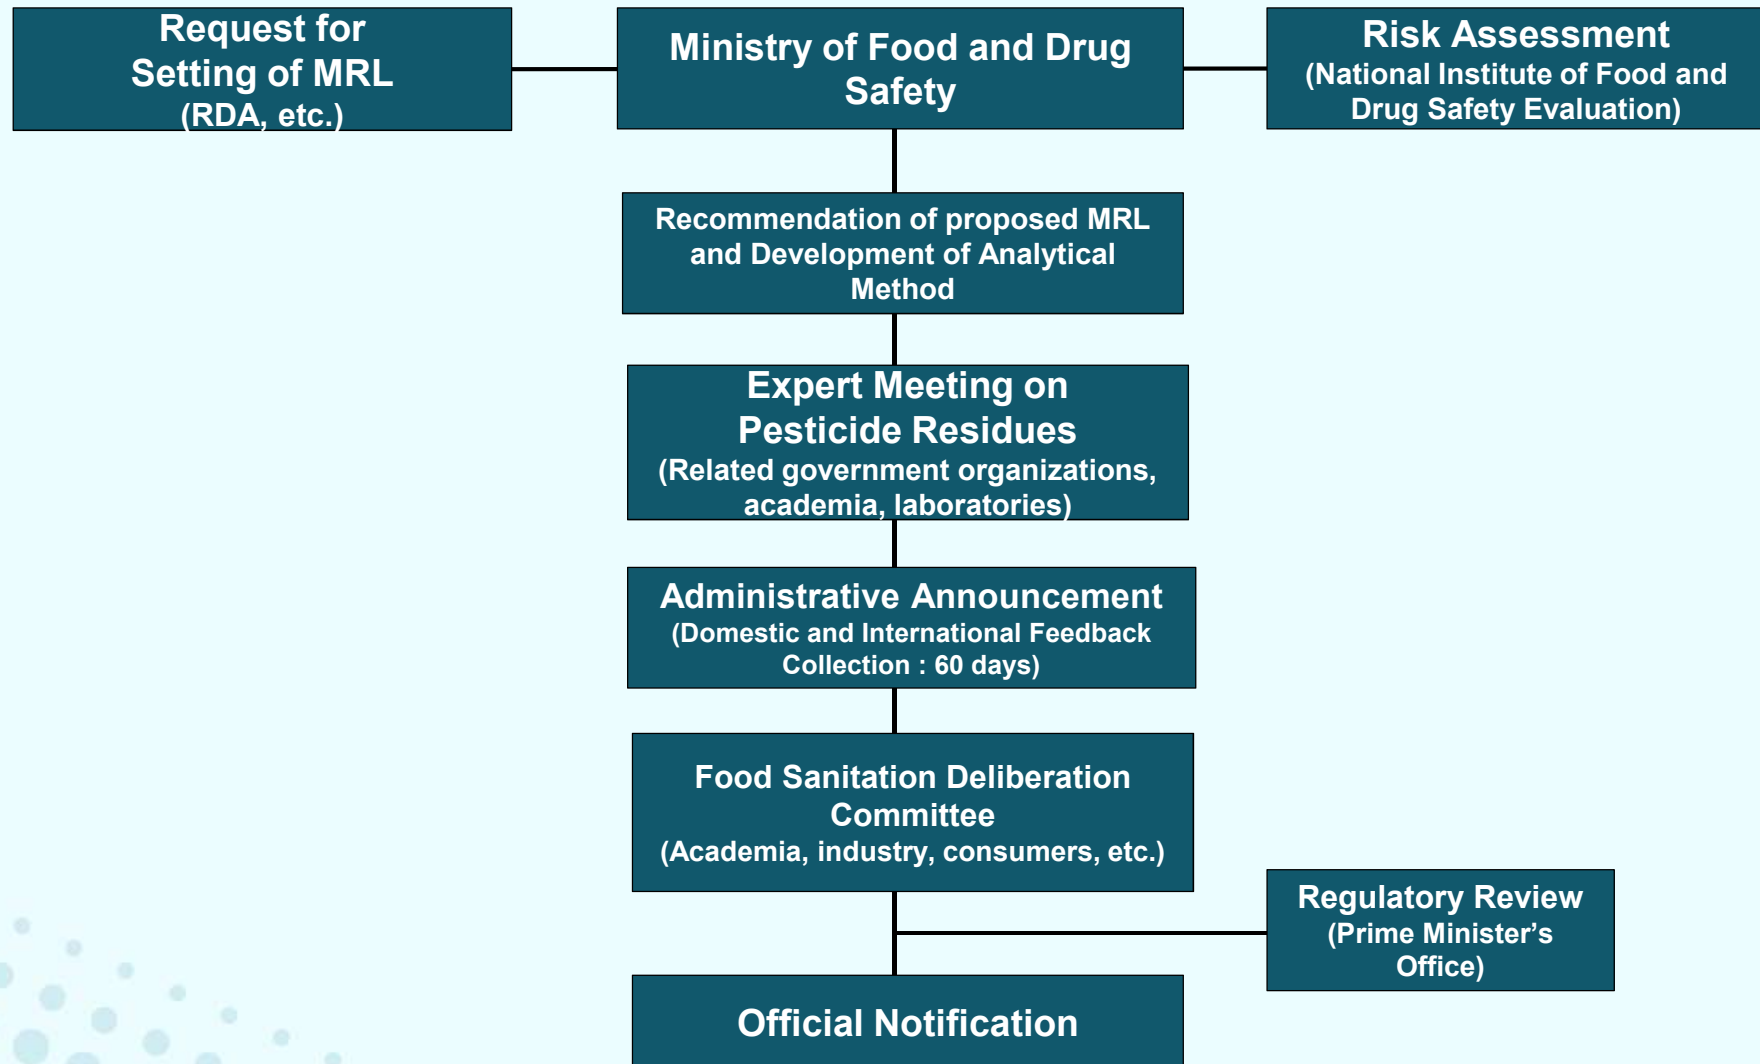 Request for
Setting of MRL
(RDA, etc.)
Ministry of Food and Drug
Safety
Risk Assessment
(National Institute of Food and
Drug Safety Evaluation)
Recommendation of proposed MRL
and Development of Analytical
Method
Expert Meeting on
Pesticide Residues
(Related government organizations,
academia, laboratories)
Administrative Announcement
(Domestic and International Feedback
Collection : 60 days)
Food Sanitation Deliberation
Committee
(Academia, industry, consumers, etc.)
Regulatory Review
(Prime Minister’s
Office)
Official Notification